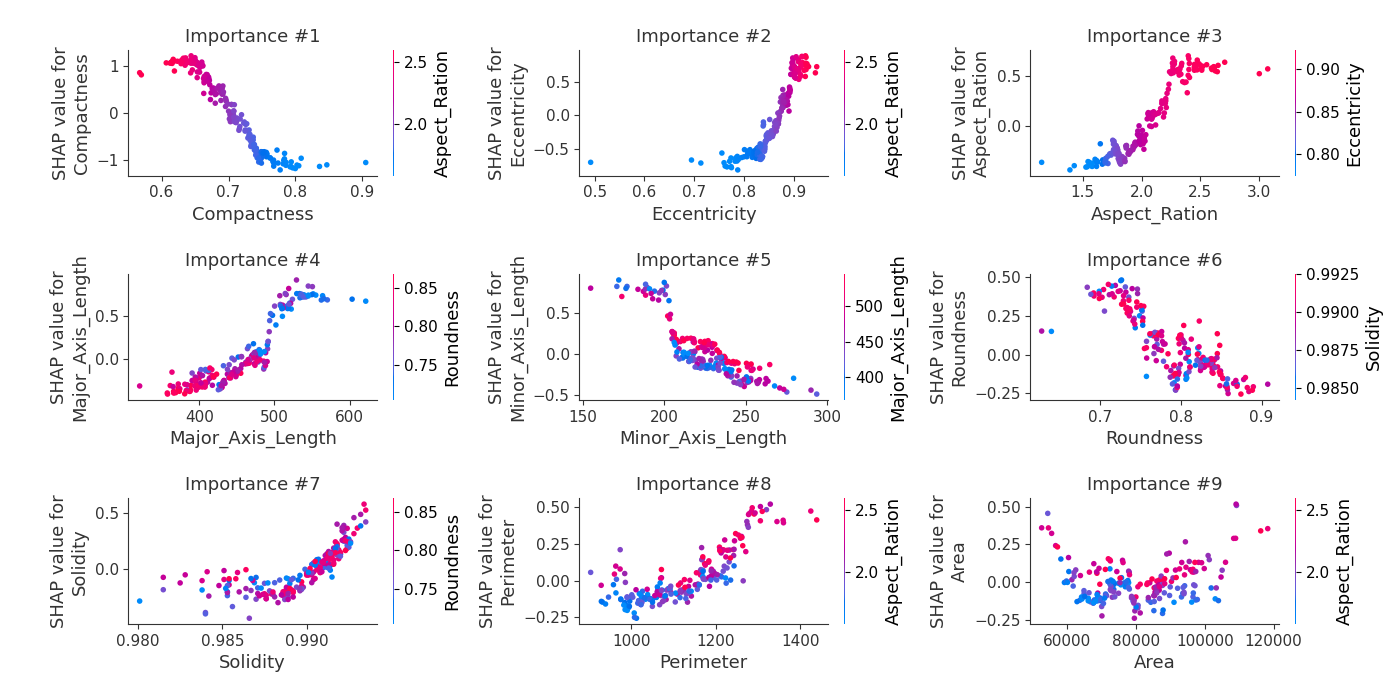 Importance #1
SHAP value for
Compactness
1
0
−1
0.6 0.7 0.8 0.9
Compactness
2.5
2.0
Aspect_Ration
Importance #2
SHAP value for
Eccentricity
0.5
0.0
−0.5
0.5 0.6 0.7 0.8 0.9
Eccentricity
2.5
2.0
Aspect_Ration
Importance #3
SHAP value for
Aspect_Ration
0.5
0.0
1.5 2.0 2.5 3.0
Aspect_Ration
0.90
0.85
0.80
Eccentricity
Importance #4
SHAP value for
Major_Axis_Length
0.5
0.0
400 500 600
Major_Axis_Length
0.85
0.80
0.75
Roundness
Importance #5
SHAP value for
Minor_Axis_Length
0.5
0.0
−0.5
150 200 250 300
Minor_Axis_Length
500
450
400
Major_Axis_Length
Importance #6
SHAP value for
Roundness
0.50
0.25
0.00
−0.25
0.7 0.8 0.9
Roundness
0.9925
0.9900
0.9875
0.9850
Solidity
Importance #7
SHAP value for
Solidity
0.5
0.0
0.980 0.985 0.990
Solidity
0.85
0.80
0.75
Roundness
Importance #8
SHAP value for
Perimeter
0.50
0.25
0.00
−0.25
1000 1200 1400
Perimeter
2.5
2.0
Aspect_Ration
Importance #9
SHAP value for
Area
0.50
0.25
0.00
−0.25
60000 80000 100000 120000
Area
2.5
2.0
Aspect_Ration